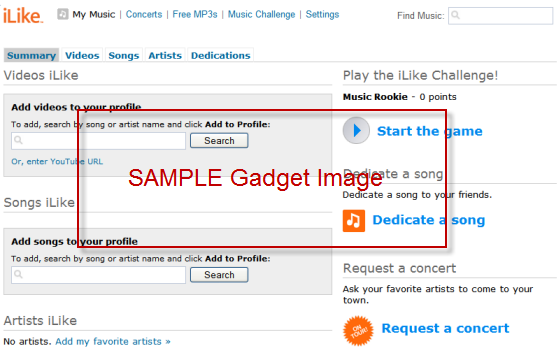 iLike™ My Music | Concerts | Free MP3s | Music Challenge | Settings Find Music:
Summary Videos Songs Artists Dedications
Videos iLike
Add videos to your profile
To add, search by song or artist name and click Add to Profile:
Search
Or, enter YouTube URL
Songs iLike
Add songs to your profile
To add, search by song or artist name and click Add to Profile:
Search
Artists iLike
No artists. Add my favorite artists »
Play the iLike Challenge!
Music Rookie - 0 points
Start the game
Dedicate a song
Dedicate a song to your friends.
Dedicate a song
Request a concert
Ask your favorite artists to come to your
town.
ON TOUR!
Request a concert
SAMPLE Gadget Image